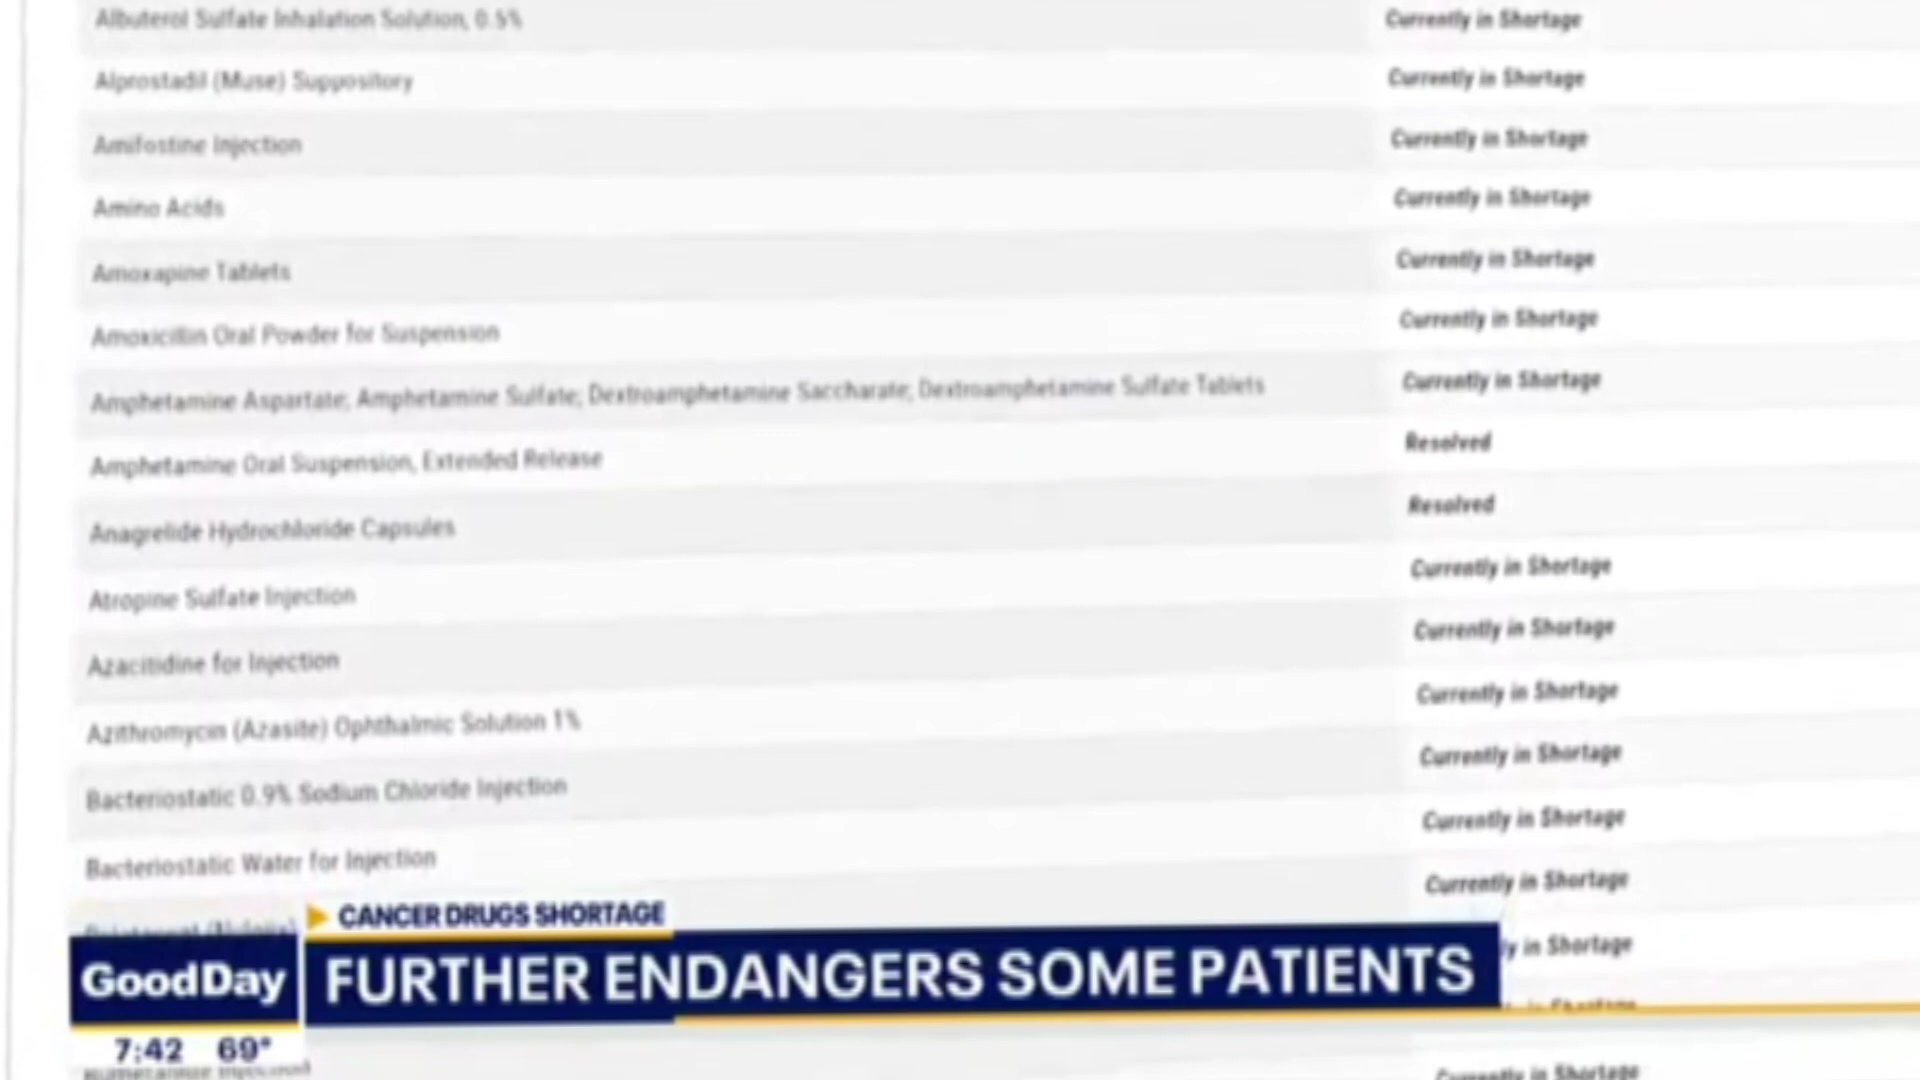 Albuterol Sulfate Inhalation Solution, 0.5% Currently in Shortage
Alprostadil (Muse) Suppository Currently in Shortage
Amifostine Injection Currently in Shortage
Amino Acids Currently in Shortage
Amoxapine Tablets Currently in Shortage
Amoxicillin Oral Powder for Suspension Currently in Shortage
Amphetamine Aspartate; Amphetamine Sulfate; Dextroamphetamine Saccharate; Dextroamphetamine Sulfate Tablets Currently in Shortage
Amphetamine Oral Suspension, Extended Release Resolved
Anagrelide Hydrochloride Capsules Resolved
Atropine Sulfate Injection Currently in Shortage
Azacitidine for Injection Currently in Shortage
Azithromycin (Azasite) Ophthalmic Solution 1% Currently in Shortage
Bacteriostatic 0.9% Sodium Chloride Injection Currently in Shortage
Bacteriostatic Water for Injection Currently in Shortage
Currently in Shortage
CANCER DRUGS SHORTAGE
in Shortage
GoodDay FURTHER ENDANGERS SOME PATIENTS
7:42 69°
Currently in Shortage